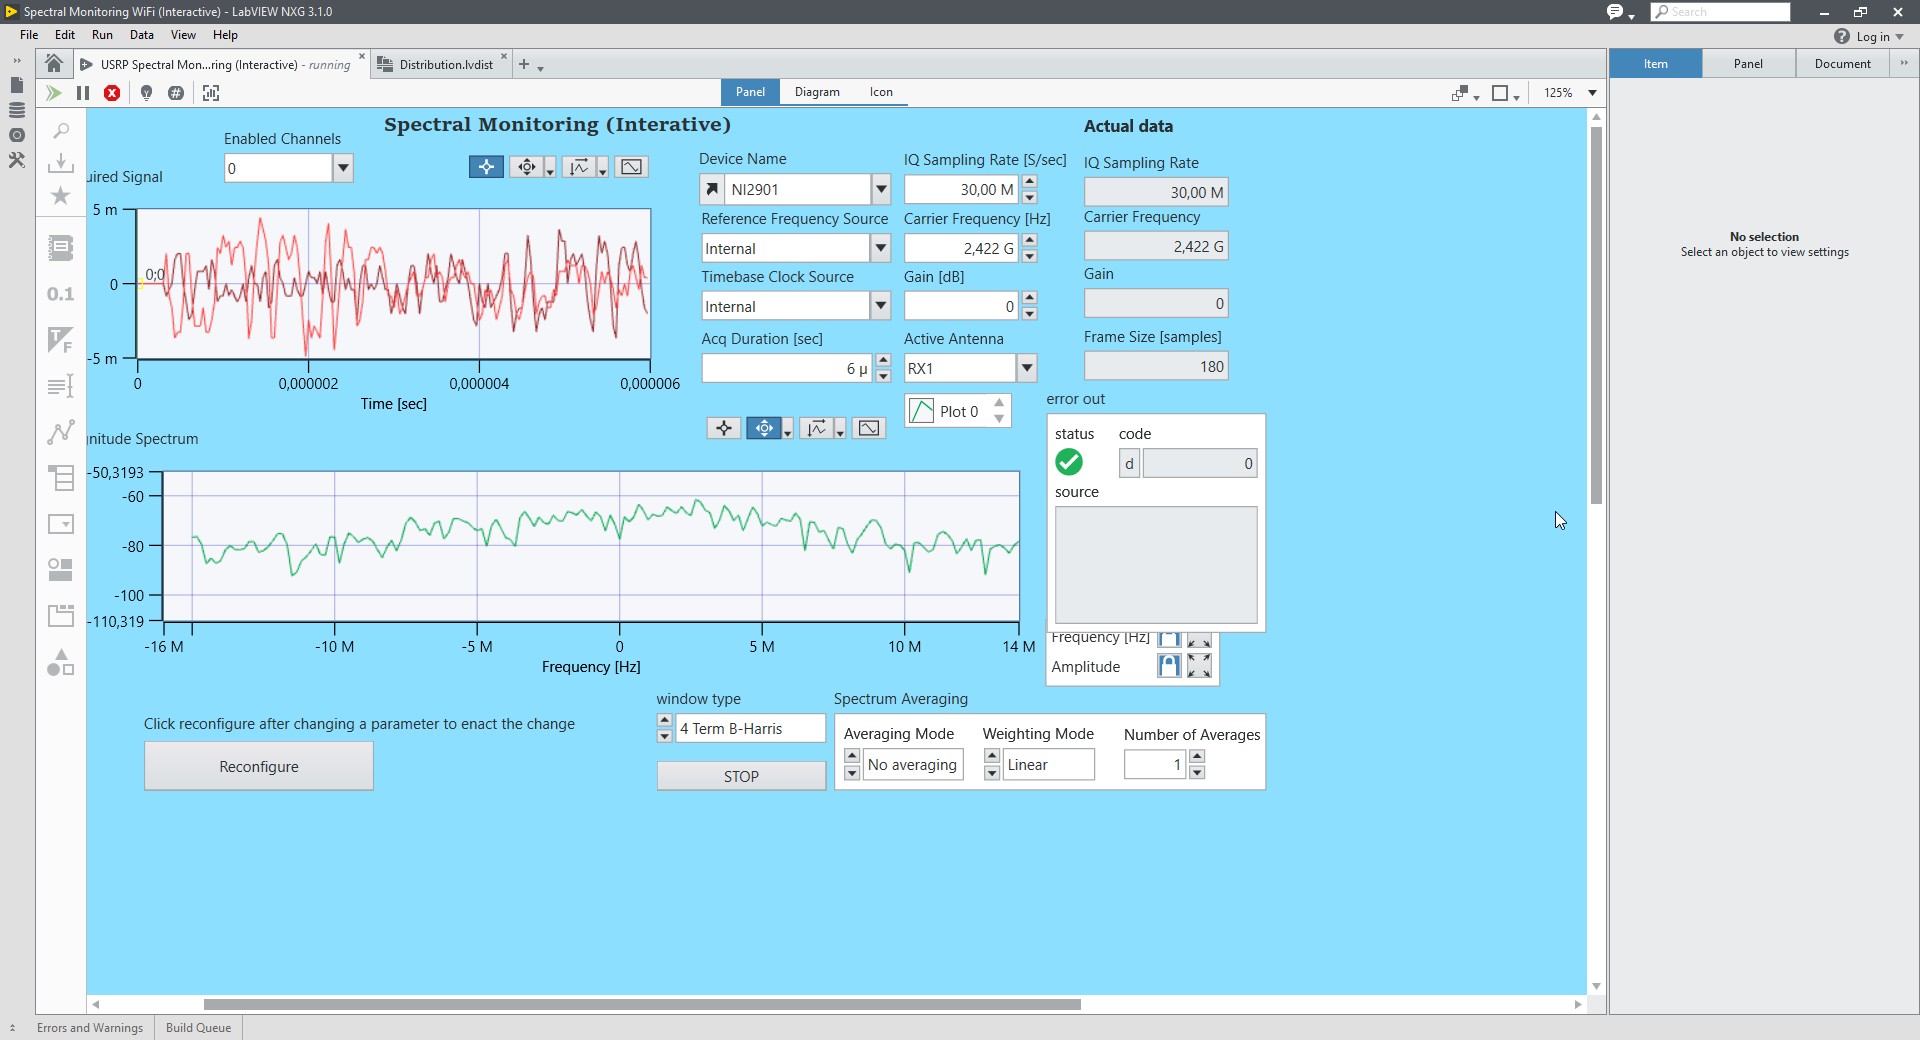 Spectral Monitoring WiFi (Interactive) - LabVIEW NXG 3.1.0
Search
File Edit Run Data View Help
Log in
USRP Spectral Mon...ring (Interactive) - running
Distribution.lvdist
Item Panel Document
Panel Diagram Icon
125%
Spectral Monitoring (Interative)
Actual data
Enabled Channels
0
uired Signal
5 m
0
-5 m
0;0
0 0,000002 0,000004 0,000006
Time [sec]
Device Name
NI2901
IQ Sampling Rate [S/sec]
30,00 M
IQ Sampling Rate
30,00 M
Reference Frequency Source
Internal
Carrier Frequency [Hz]
2,422 G
Carrier Frequency
2,422 G
Timebase Clock Source
Internal
Gain [dB]
0
Gain
0
Acq Duration [sec]
6 µ
Active Antenna
RX1
Frame Size [samples]
180
Plot 0
error out
status code
d 0
source
No selection
Select an object to view settings
0.1
T F
nitude Spectrum
-50,3193
-60
-80
-100
-110,319
-16 M -10 M -5 M 0 5 M 10 M 14 M
Frequency [Hz]
Frequency [Hz]
Amplitude
Click reconfigure after changing a parameter to enact the change
Reconfigure
window type
4 Term B-Harris
STOP
Spectrum Averaging
Averaging Mode Weighting Mode Number of Averages
No averaging Linear 1
Errors and Warnings Build Queue